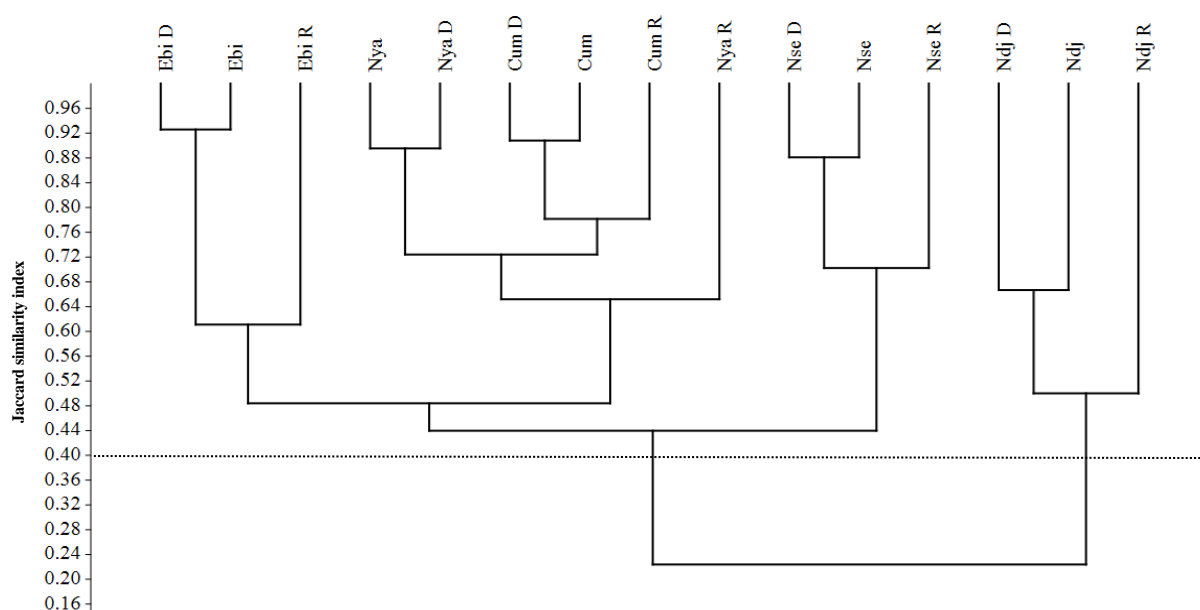 Ebi D
Ebi
Ebi R
Nya
Nya D
Cum D
Cum
Cum R
Nya R
Nse D
Nse
Nse R
Ndj D
Ndj
Ndj R
0.96
0.92
0.88
0.84
0.80
0.76
0.72
0.68
0.64
0.60
0.56
0.52
0.48
0.44
0.40
0.36
0.32
0.28
0.24
0.20
0.16
Jaccard similarity index